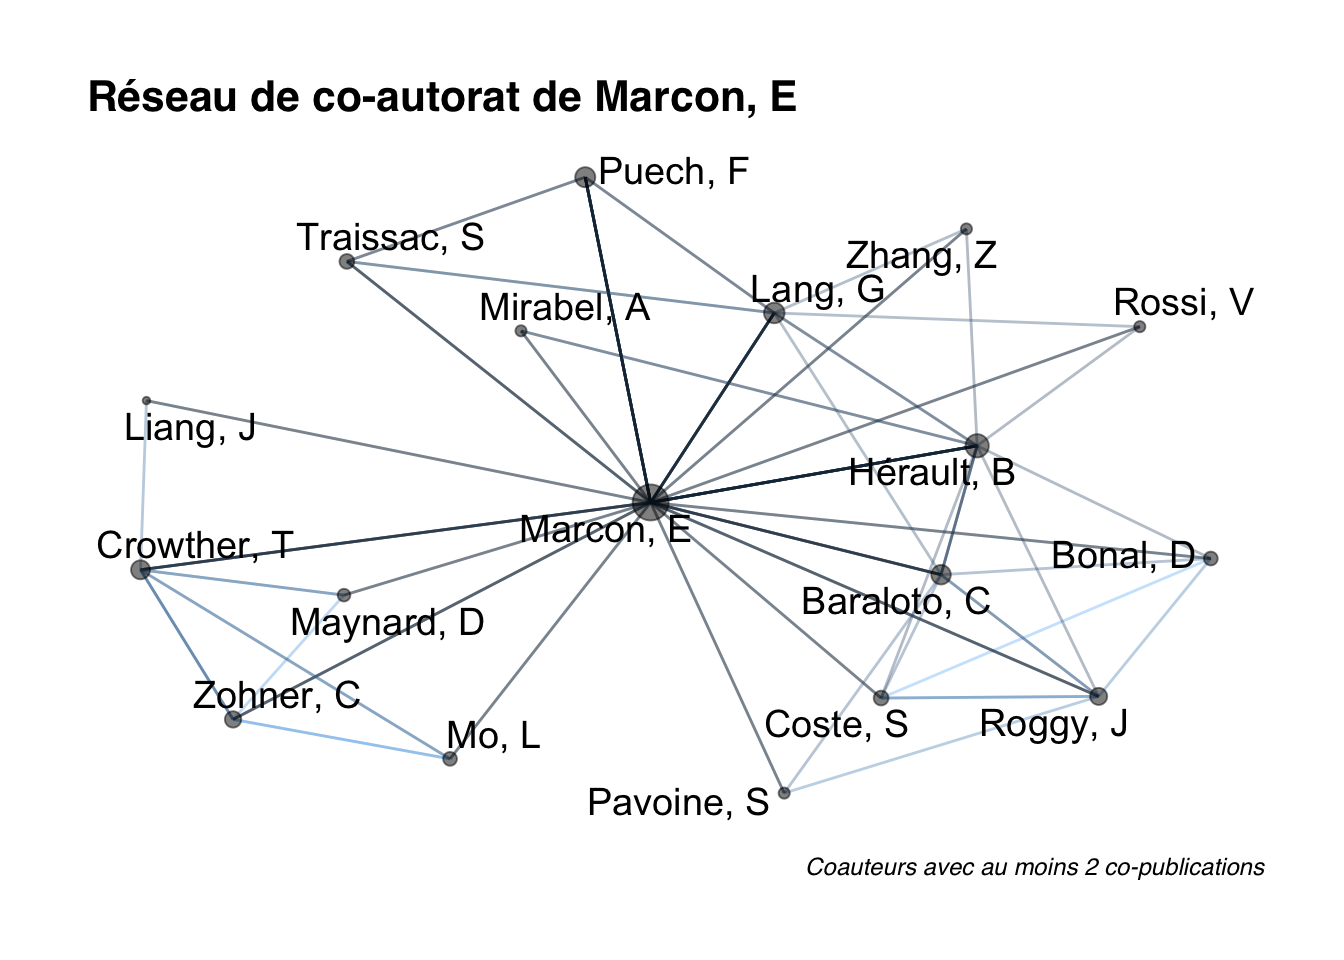 Réseau de co-autorat de Marcon, E
Puech, F
Traissac, S
Zhang, Z
Lang, G
Mirabel, A
Rossi, V
Liang, J
Hérault, B
Marcon, E
Crowther, T
Bonal, D
Baraloto, C
Maynard, D
Zohner, C
Coste, S
Roggy, J
Mo, L
Pavoine, S
Coauteurs avec au moins 2 co-publications